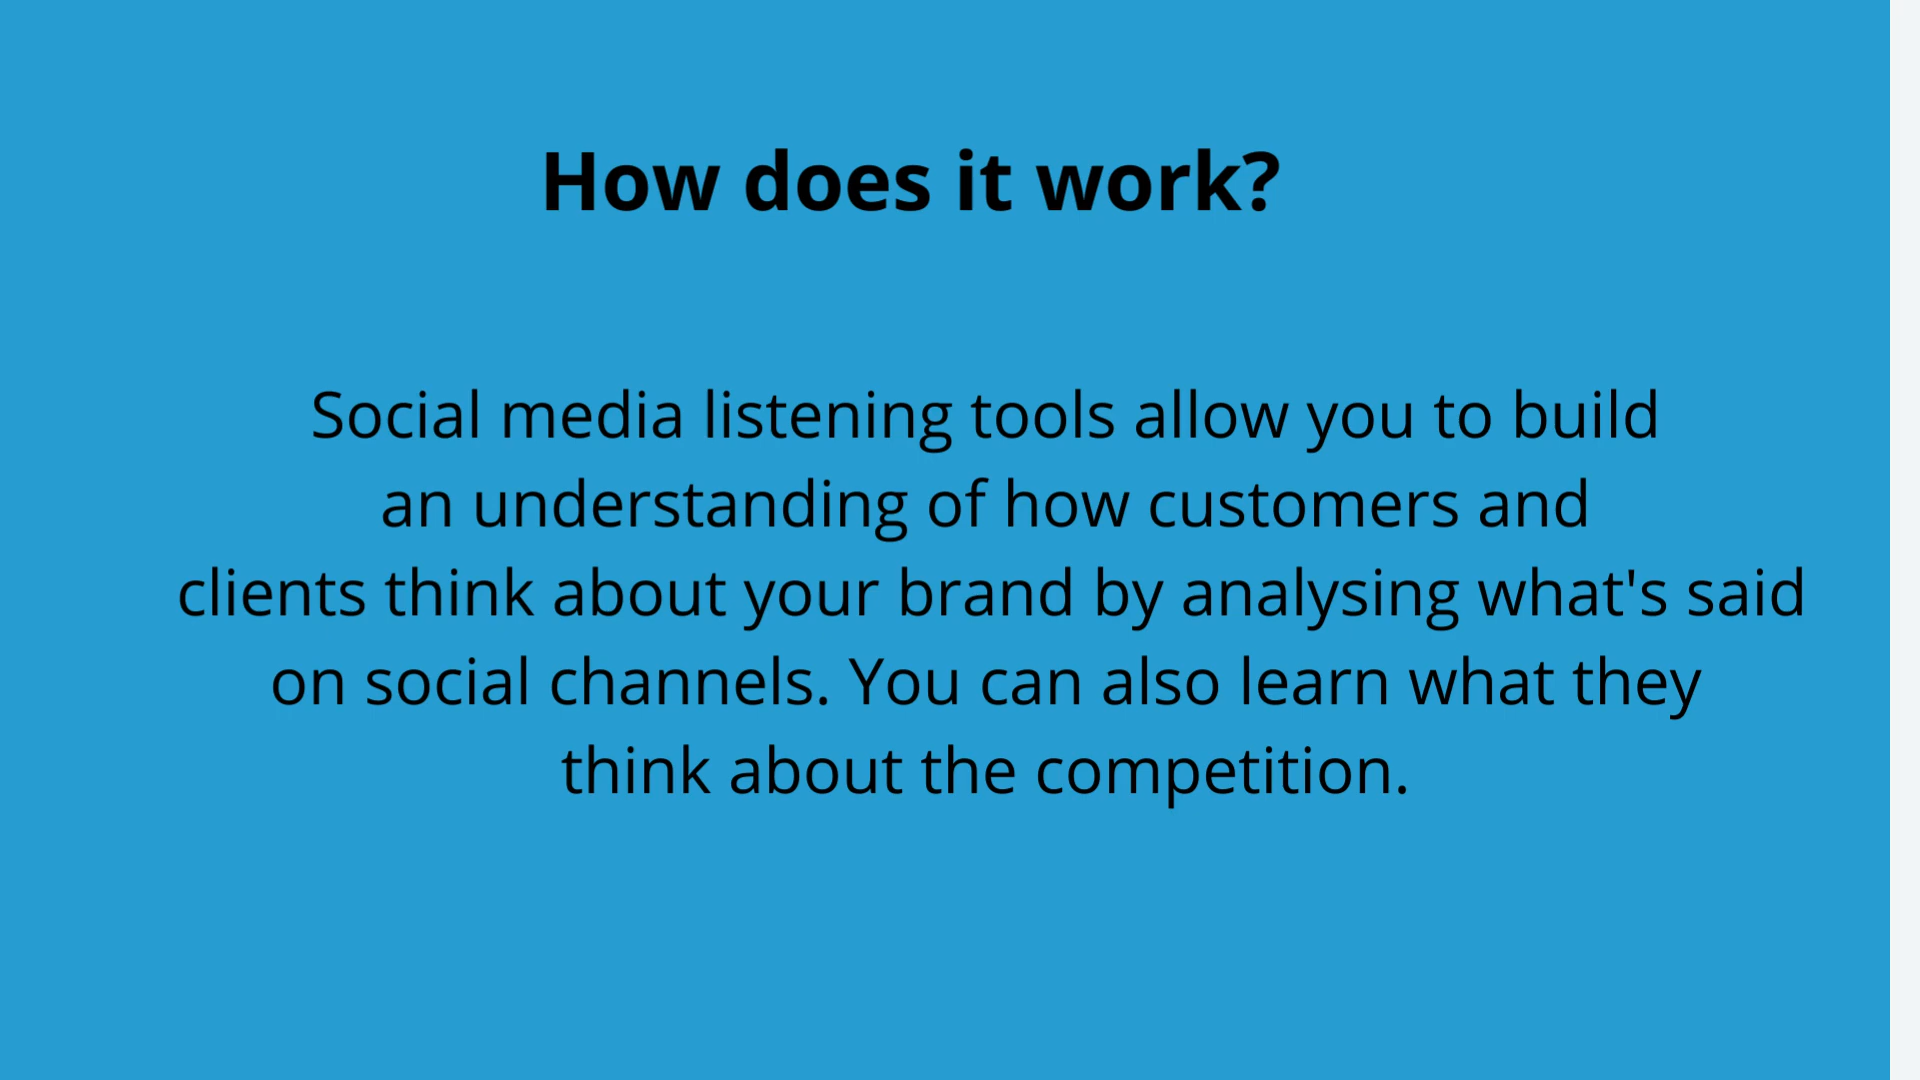 How does it work?
Social media listening tools allow you to build
an understanding of how customers and
clients think about your brand by analysing what's said
on social channels. You can also learn what they
think about the competition.